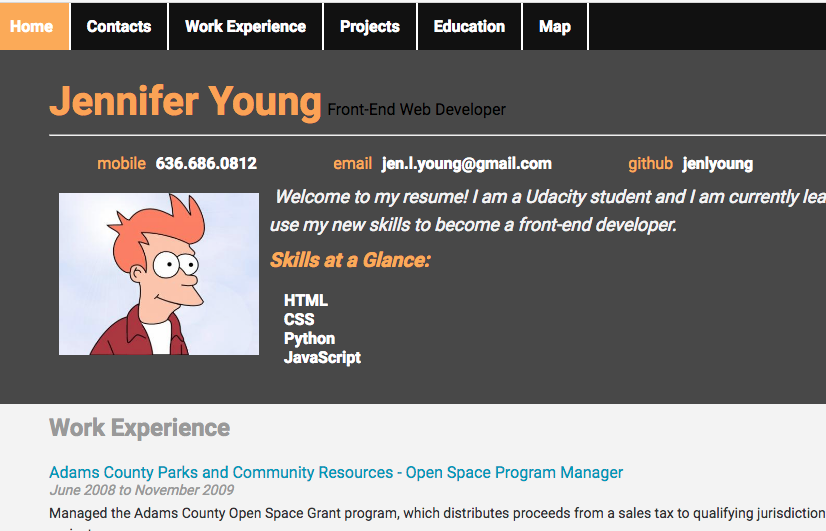 Home Contacts Work Experience Projects Education Map
Jennifer Young Front-End Web Developer
mobile 636.686.0812 email jen.l.young@gmail.com github jenlyoung
Welcome to my resume! I am a Udacity student and I am currently lea
use my new skills to become a front-end developer.
Skills at a Glance:
HTML
CSS
Python
JavaScript
Work Experience
Adams County Parks and Community Resources - Open Space Program Manager
June 2008 to November 2009
Managed the Adams County Open Space Grant program, which distributes proceeds from a sales tax to qualifying jurisdiction